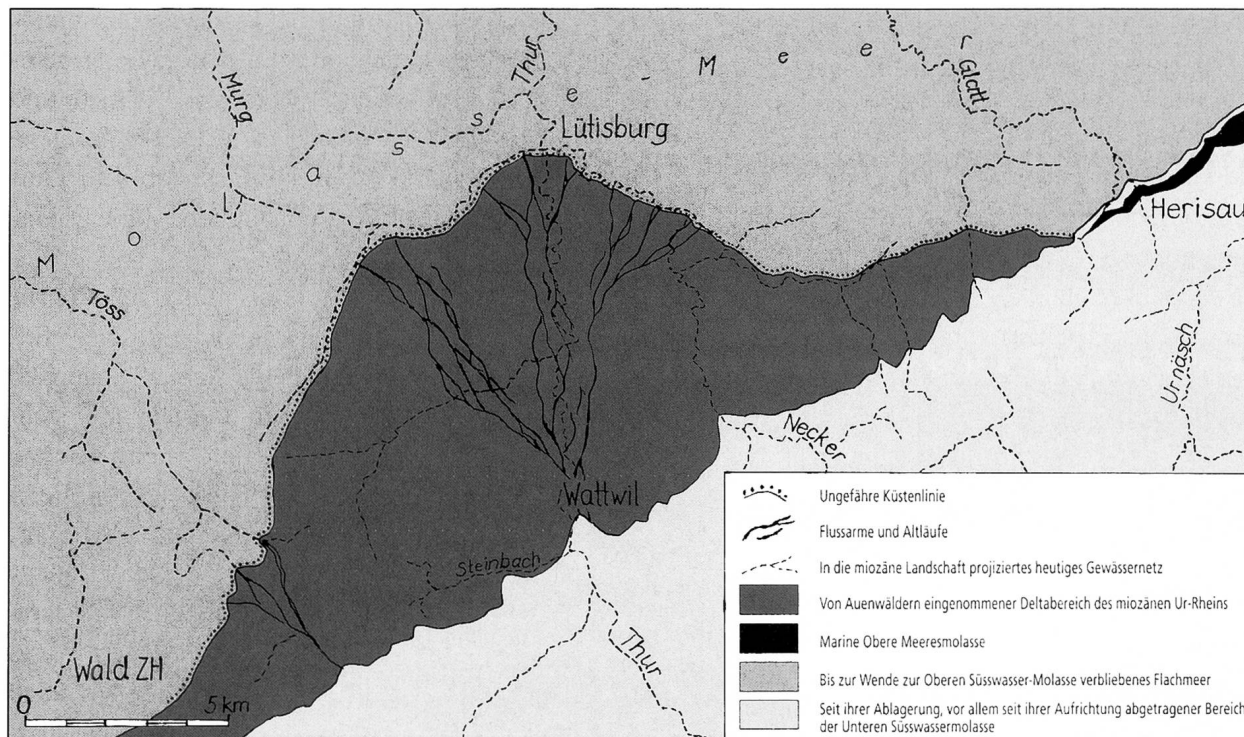 Murg
Thur
M o l a s s e - M e e r
Glatt
Lütisburg
Herisau
Töss
Urnäsch
Necker
Wattwil
Steinbach
Thur
Wald ZH
0 5 km
Ungefähre Küstenlinie
Flussarme und Altläufe
In die miozäne Landschaft projiziertes heutiges Gewässernetz
Von Auenwäldern eingenommener Deltabereich des miozänen Ur-Rheins
Marine Obere Meeresmolasse
Bis zur Wende zur Oberen Süsswasser-Molasse verbliebenes Flachmeer
Seit ihrer Ablagerung, vor allem seit ihrer Aufrichtung abgetragener Bereich
der Unteren Süsswassermolasse